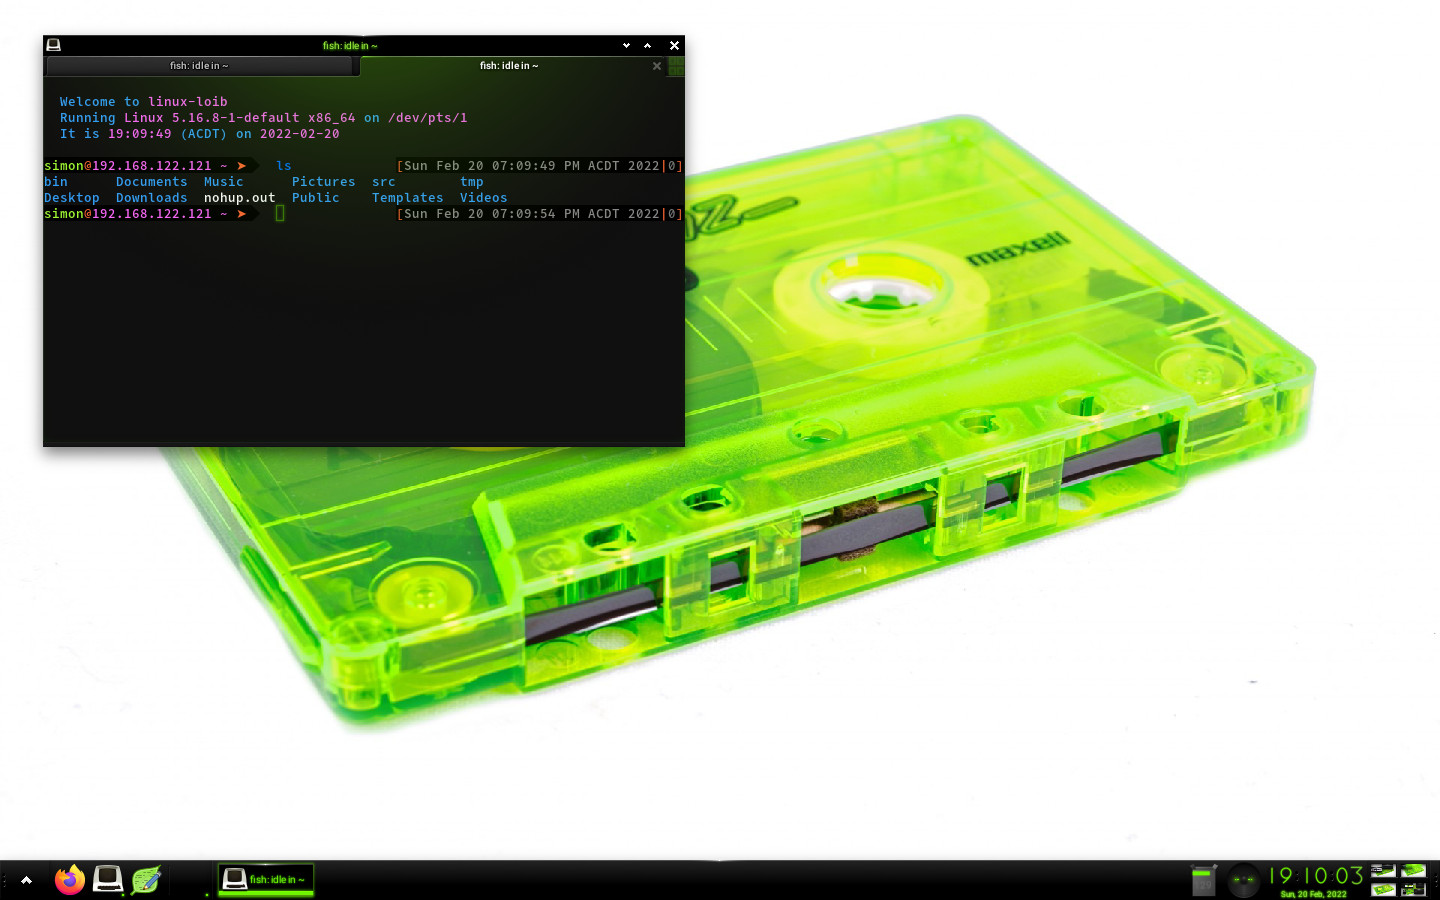 fish: idle in ~
fish: idle in ~
fish: idle in ~
Welcome to linux-loib
Running Linux 5.16.8-1-default x86_64 on /dev/pts/1
It is 19:09:49 (ACDT) on 2022-02-20
simon@192.168.122.121 ~ ➤ ls [Sun Feb 20 07:09:49 PM ACDT 2022|0]
bin Documents Music Pictures src tmp
Desktop Downloads nohup.out Public Templates Videos
simon@192.168.122.121 ~ ➤ [Sun Feb 20 07:09:54 PM ACDT 2022|0]
maxell
fish: idle in ~
19:10:03
Sun, 20 Feb, 2022